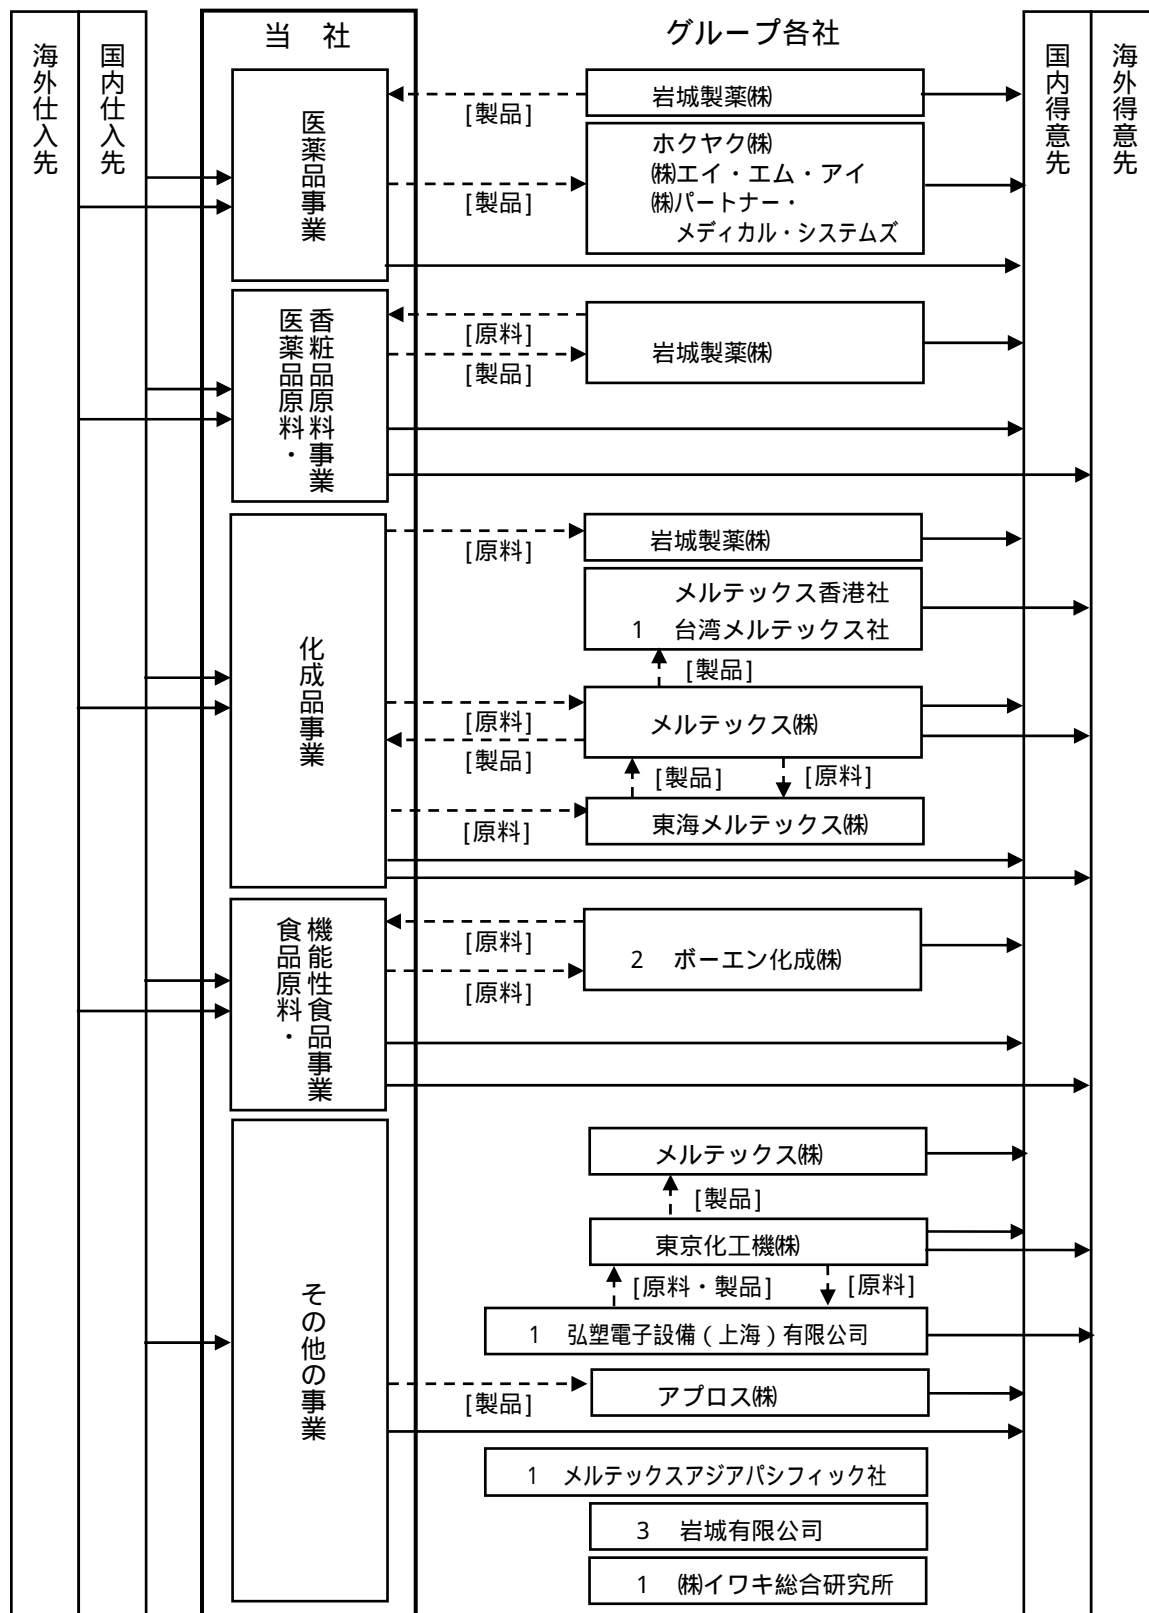 海外仕入先
国内仕入先
当 社
グループ各社
国内得意先
海外得意先
医薬品事業
岩城製薬㈱
[製品]
ホクヤク㈱
㈱エイ・エム・アイ
㈱パートナー・
メディカル・システムズ
[製品]
医薬品原料・
香粧品原料事業
[原料]
岩城製薬㈱
[製品]
化成品事業
岩城製薬㈱
[原料]
メルテックス香港社
1 台湾メルテックス社
[製品]
メルテックス㈱
[原料]
[製品]
[製品]
[原料]
東海メルテックス㈱
[原料]
食品原料・
機能性食品事業
[原料]
2 ボーエン化成㈱
[原料]
その他の事業
メルテックス㈱
[製品]
東京化工機㈱
[原料・製品]
[原料]
1 弘塑電子設備(上海)有限公司
アプロス㈱
[製品]
1 メルテックスアジアパシフィック社
3 岩城有限公司
1 ㈱イワキ総合研究所